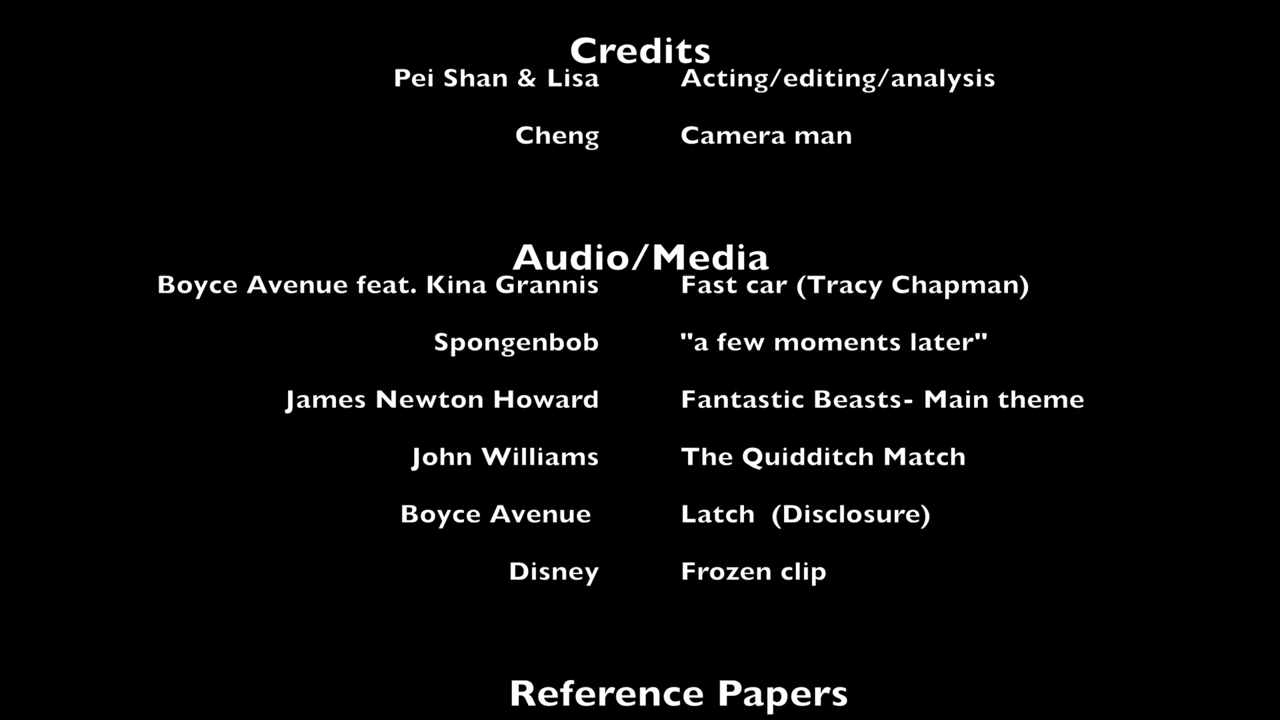 Credits
Pei Shan & Lisa Acting/editing/analysis
Cheng Camera man
Audio/Media
Boyce Avenue feat. Kina Grannis Fast car (Tracy Chapman)
Spongenbob "a few moments later"
James Newton Howard Fantastic Beasts- Main theme
John Williams The Quidditch Match
Boyce Avenue Latch (Disclosure)
Disney Frozen clip
Reference Papers